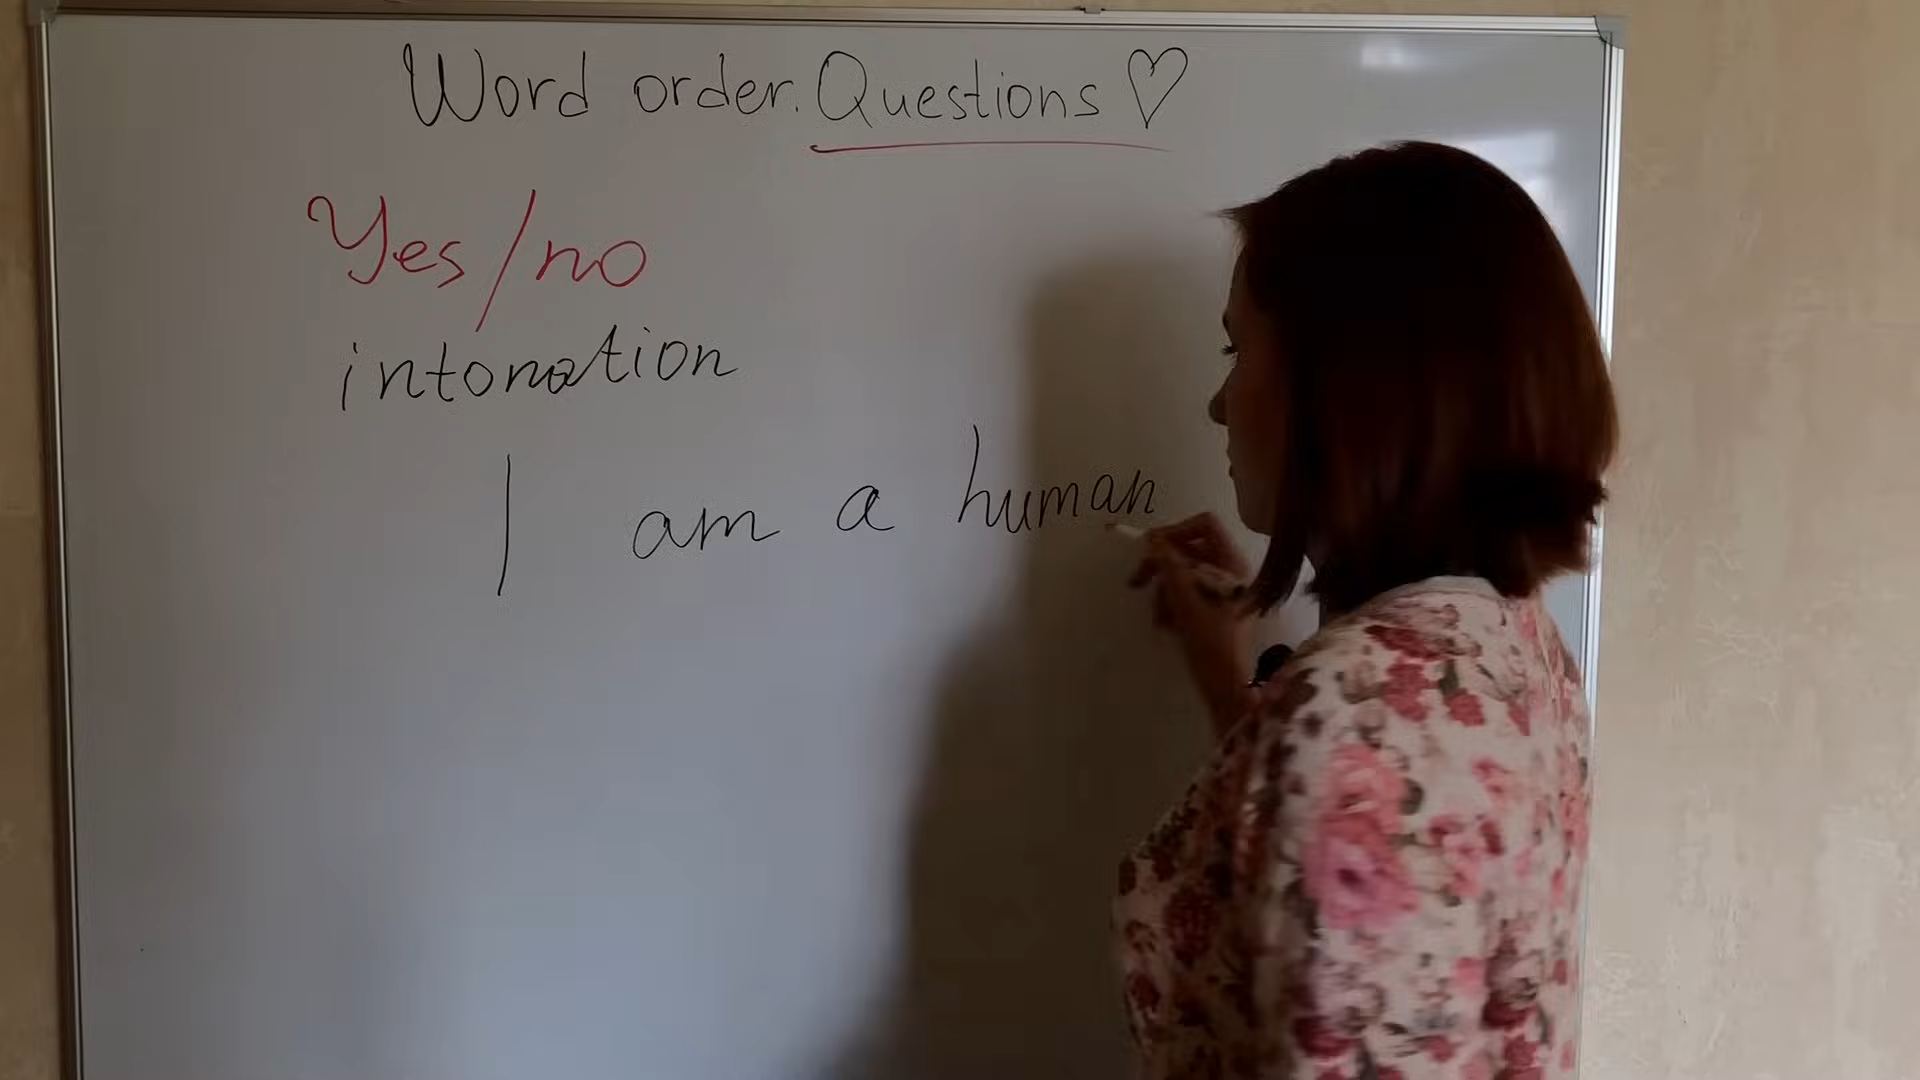 Word order. Questions ♡
Yes/no
intonation
I am a human